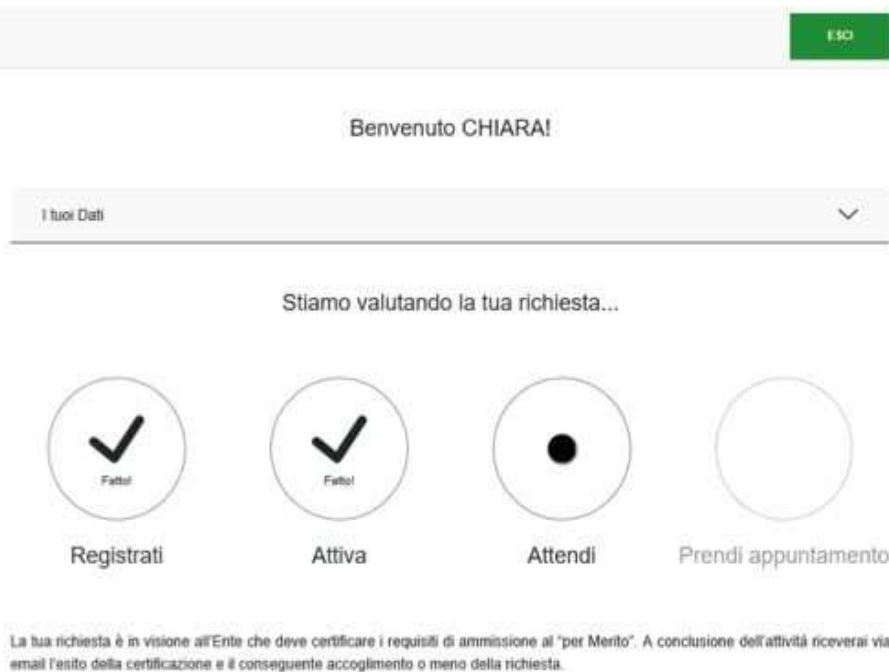 ESCI
Benvenuto CHIARA!
I tuoi Dati
Stiamo valutando la tua richiesta...
Fatto! Fatto!
Registrati Attiva Attendi Prendi appuntamento
La tua richiesta è in visione all'Ente che deve certificare i requisiti di ammissione al "per Merito". A conclusione dell'attività riceverai via
email l'esito della certificazione e il conseguente accoglimento o meno della richiesta.